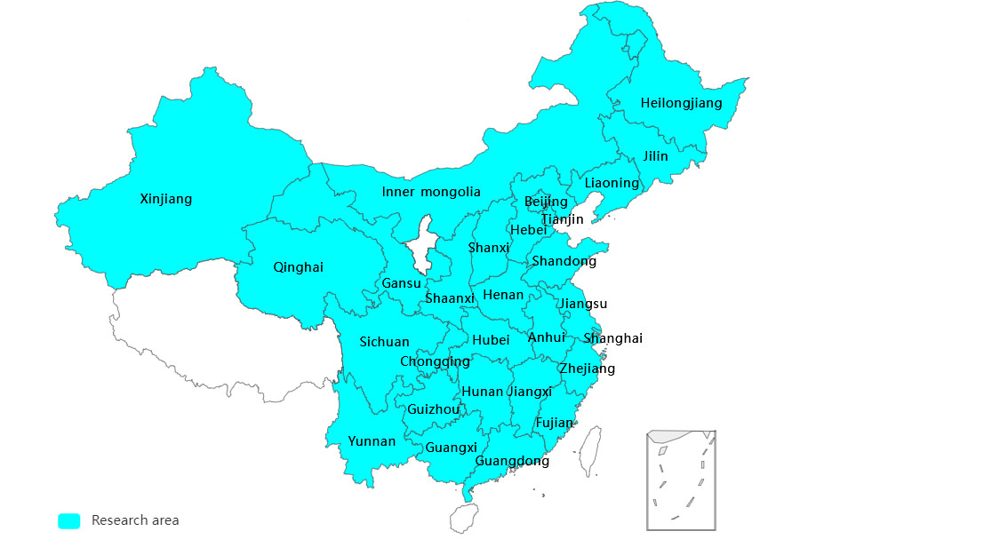 Heilongjiang
Jilin
Liaoning
Inner mongolia
Xinjiang
Beijing
Tianjin
Hebei
Shanxi
Shandong
Qinghai
Gansu
Shaanxi
Henan
Jiangsu
Sichuan
Hubei
Anhui
Shanghai
Chongqing
Zhejiang
Hunan
Jiangxi
Guizhou
Fujian
Yunnan
Guangxi
Guangdong
Research area